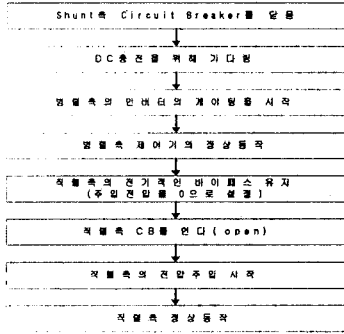 Shunt측 Circuit Breaker를 닫음
DC충전을 위해 기다림
병렬측의 인버터의 게이팅을 시작
병렬측 제어기의 정상동작
직렬측의 전기적인 바이패스 유지
(주입전압를 0으로 설정)
직렬측 CB를 연다(open)
직렬측의 전압주입 시작
직렬측 정상동작